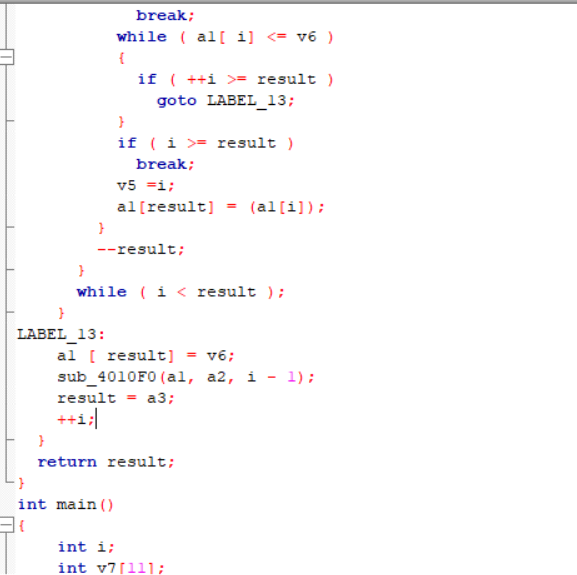 break;
while ( a1[ i] <= v6 )
{
if ( ++i >= result )
goto LABEL_13;
}
if ( i >= result )
break;
v5 =i;
a1[result] = (a1[i]);
}
--result;
}
while ( i < result );
}
LABEL_13:
a1 [ result] = v6;
sub_4010F0(a1, a2, i - 1);
result = a3;
++i;
}
return result;
}
int main()
{
int i;
int v7[11];